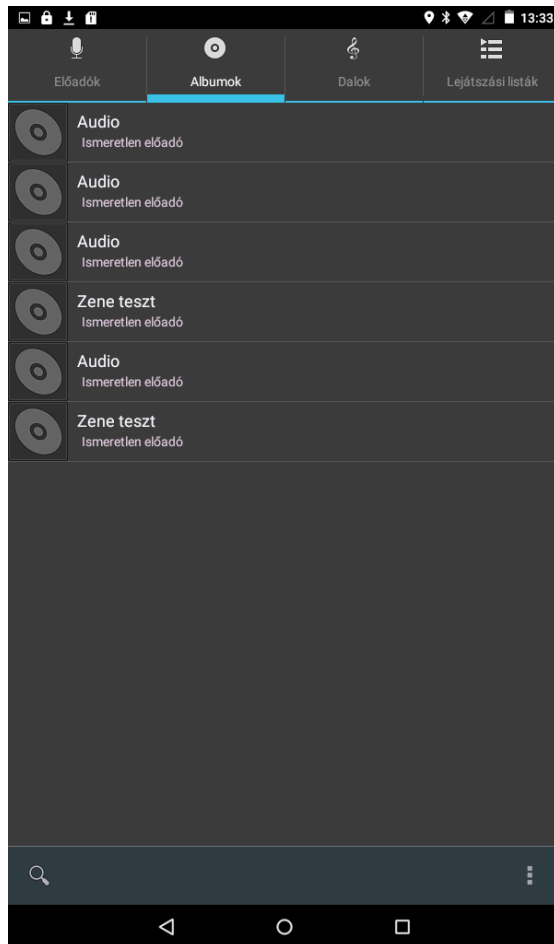 13:33
Előadók
Albumok
Dalok
Lejátszási listák
Audio
Ismeretlen előadó
Audio
Ismeretlen előadó
Audio
Ismeretlen előadó
Zene teszt
Ismeretlen előadó
Audio
Ismeretlen előadó
Zene teszt
Ismeretlen előadó